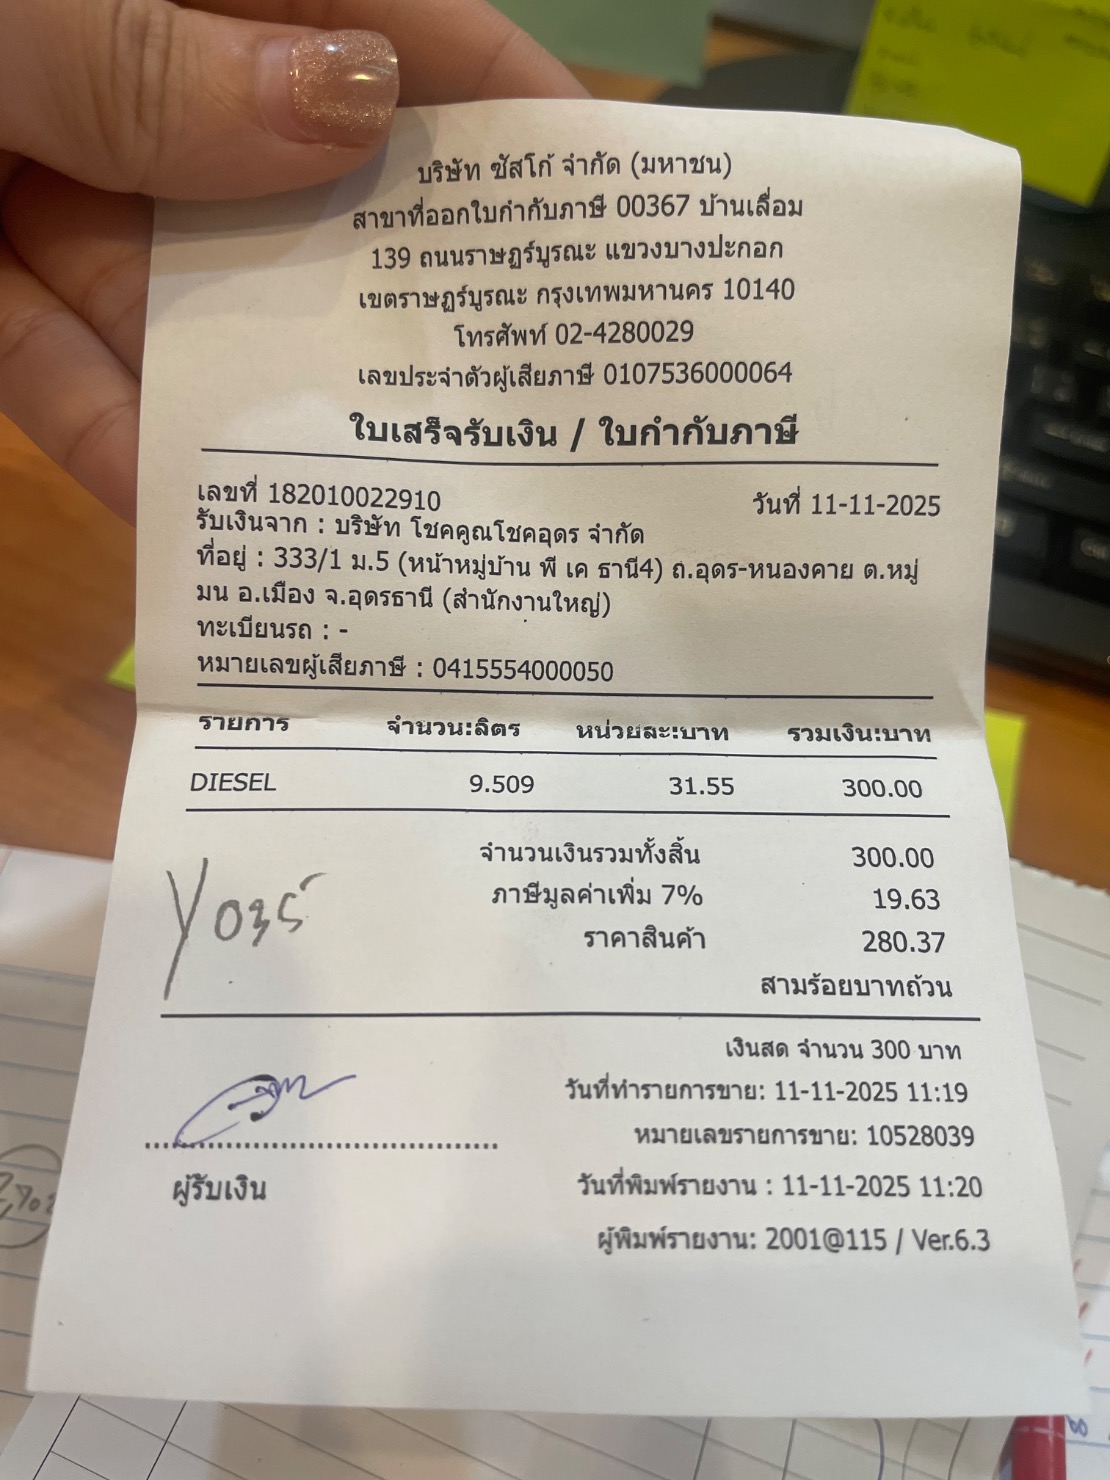 บริษัท ซัสโก้ จำกัด (มหาชน)
สาขาที่ออกใบกำกับภาษี 00367 บ้านเลื่อม
139 ถนนราษฎร์บูรณะ แขวงบางปะกอก
เขตราษฎร์บูรณะ กรุงเทพมหานคร 10140
โทรศัพท์ 02-4280029
เลขประจำตัวผู้เสียภาษี 0107536000064
ใบเสร็จรับเงิน / ใบกำกับภาษี
เลขที่ 182010022910 วันที่ 11-11-2025
รับเงินจาก : บริษัท โชคคูณโชคอุดร จำกัด
ที่อยู่ : 333/1 ม.5 (หน้าหมู่บ้าน พี เค ธานี4) ถ.อุดร-หนองคาย ต.หมู่
มน อ.เมือง จ.อุดรธานี (สำนักงานใหญ่)
ทะเบียนรถ : -
หมายเลขผู้เสียภาษี : 0415554000050
รายการ จำนวน:ลิตร หน่วยละ:บาท รวมเงิน:บาท
DIESEL 9.509 31.55 300.00
จำนวนเงินรวมทั้งสิ้น 300.00
ภาษีมูลค่าเพิ่ม 7% 19.63
ราคาสินค้า 280.37
สามร้อยบาทถ้วน
เงินสด จำนวน 300 บาท
วันที่ทำรายการขาย: 11-11-2025 11:19
หมายเลขรายการขาย: 10528039
ผู้รับเงิน
วันที่พิมพ์รายงาน : 11-11-2025 11:20
ผู้พิมพ์รายงาน: 2001@115 / Ver.6.3